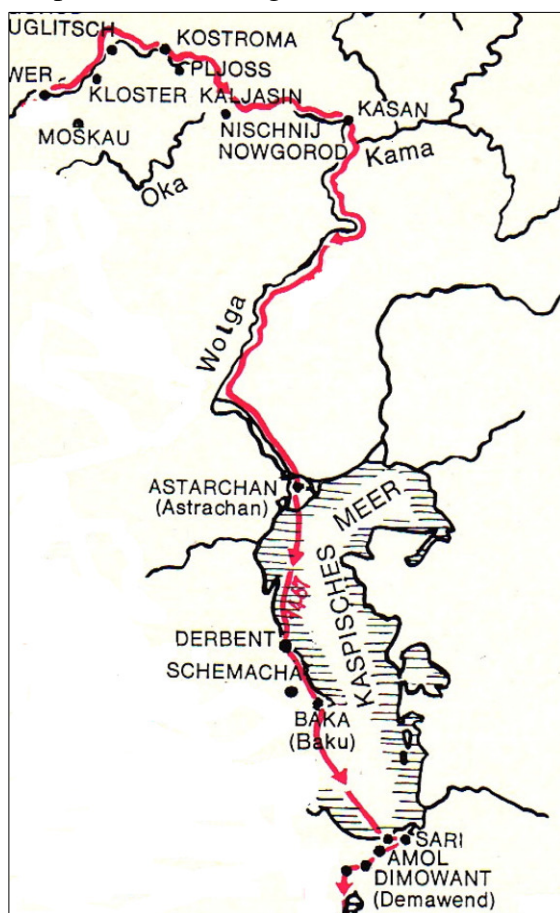 UGLITSCH
KOSTROMA
PLJOSS
WER
KLOSTER
KALJASIN
KASAN
MOSKAU
NISCHNIJ
NOWGOROD
Kama
Oka
Wolga
ASTARCHAN
(Astrachan)
KASPISCHES
MEER
DERBENT
SCHEMACHA
BAKA
(Baku)
SARI
AMOL
DIMOWANT
(Demawend)